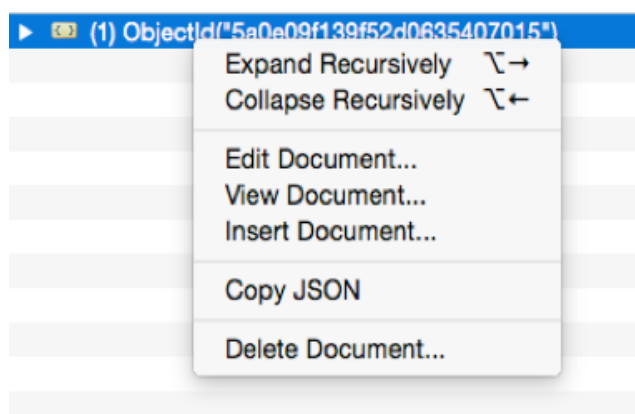 (1) ObjectId("5a0e09f139f52d0635407015")
Expand Recursively ⌥→
Collapse Recursively ⌥←
Edit Document...
View Document...
Insert Document...
Copy JSON
Delete Document...